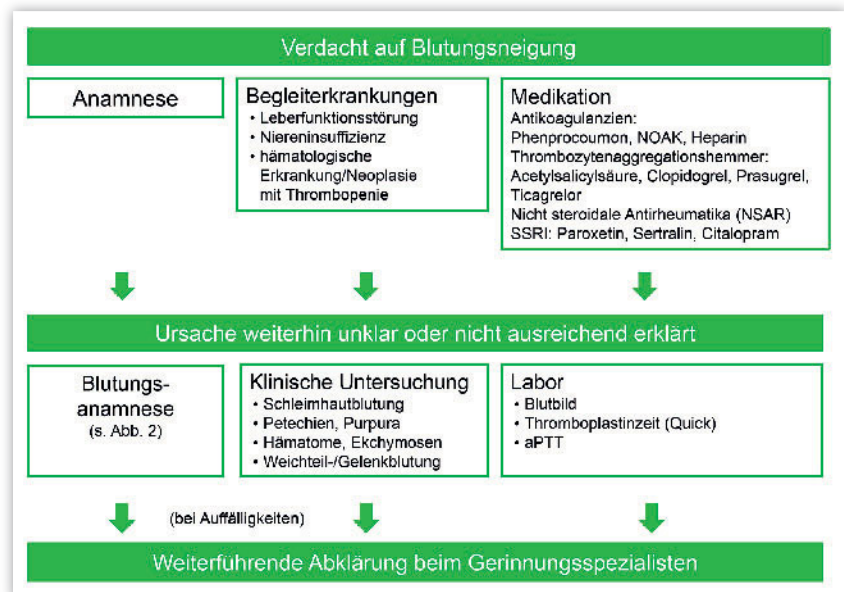 Verdacht auf Blutungsneigung
Anamnese
Begleiterkrankungen
• Leberfunktionsstörung
• Niereninsuffizienz
• hämatologische
Erkrankung/Neoplasie
mit Thrombopenie
Medikation
Antikoagulanzien:
Phenprocoumon, NOAK, Heparin
Thrombozytenaggregationshemmer:
Acetylsalicylsäure, Clopidogrel, Prasugrel,
Ticagrelor
Nicht steroidale Antirheumatika (NSAR)
SSRI: Paroxetin, Sertralin, Citalopram
Ursache weiterhin unklar oder nicht ausreichend erklärt
Blutungs-
anamnese
(s. Abb. 2)
Klinische Untersuchung
• Schleimhautblutung
• Petechien, Purpura
• Hämatome, Ekchymosen
• Weichteil-/Gelenkblutung
Labor
• Blutbild
• Thromboplastinzeit (Quick)
• aPTT
(bei Auffälligkeiten)
Weiterführende Abklärung beim Gerinnungsspezialisten